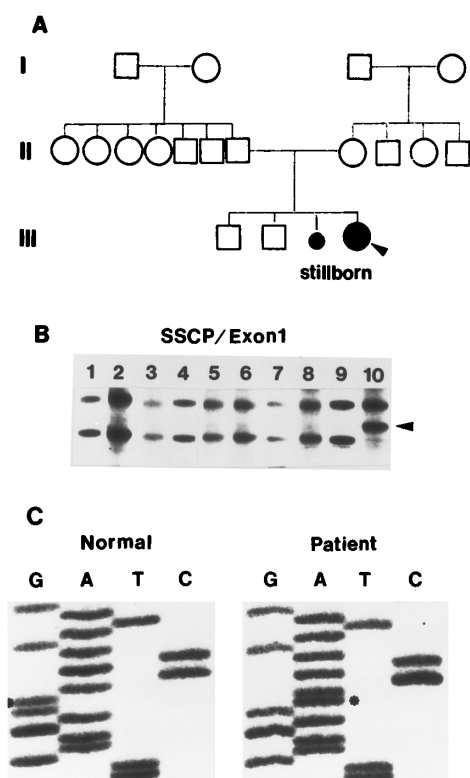 A
I
II
III
stillborn
B
SSCP/Exon1
1 2 3 4 5 6 7 8 9 10
C
Normal Patient
G A T C G A T C